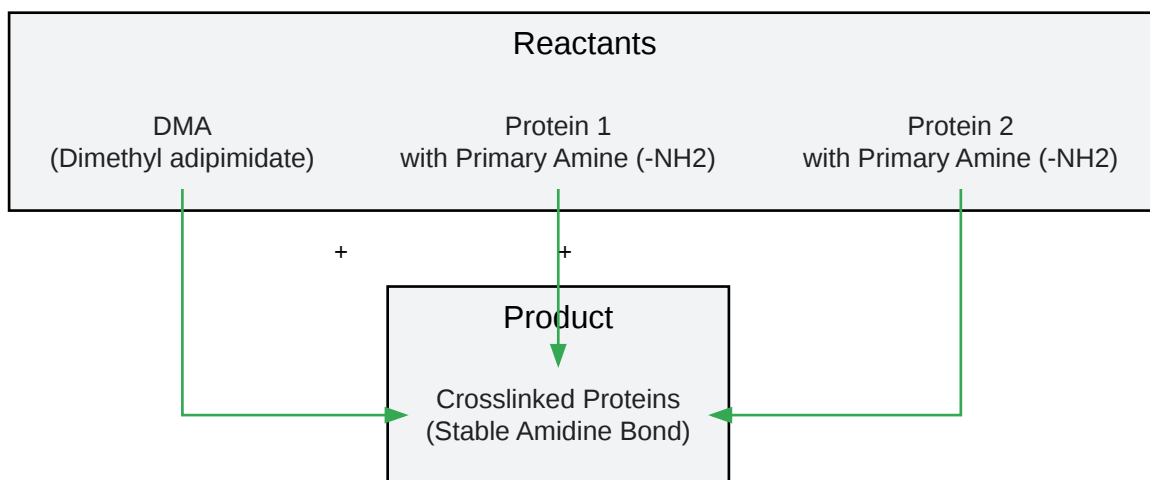 Reactants
DMA
(Dimethyl adipimidate)
Protein 1
with Primary Amine (-NH2)
Protein 2
with Primary Amine (-NH2)
+
+
Product
Crosslinked Proteins
(Stable Amidine Bond)